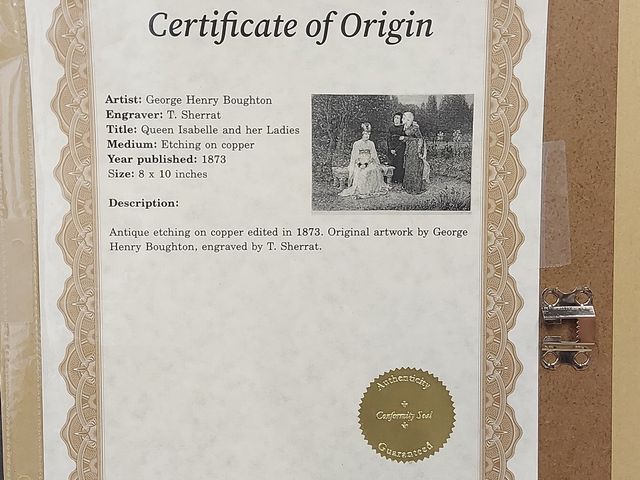 Certificate of Origin
Artist: George Henry Boughton
Engraver: T. Sherrat
Title: Queen Isabelle and her Ladies
Medium: Etching on copper
Year published: 1873
Size: 8 x 10 inches
Description:
Antique etching on copper edited in 1873. Original artwork by George
Henry Boughton, engraved by T. Sherrat.
Authenticity
Conformity Seal
Guaranteed